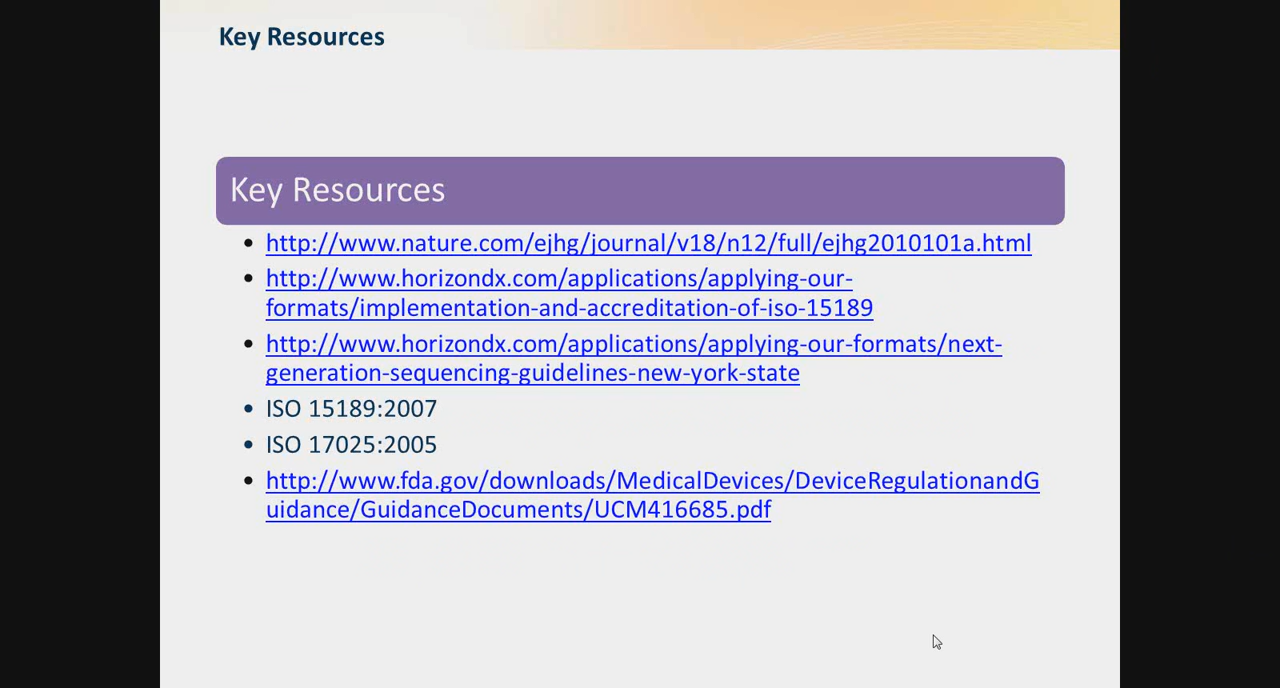 Key Resources
Key Resources
• http://www.nature.com/ejhg/journal/v18/n12/full/ejhg2010101a.html
• http://www.horizondx.com/applications/applying-our-
formats/implementation-and-accreditation-of-iso-15189
• http://www.horizondx.com/applications/applying-our-formats/next-
generation-sequencing-guidelines-new-york-state
• ISO 15189:2007
• ISO 17025:2005
• http://www.fda.gov/downloads/MedicalDevices/DeviceRegulationandG
uidance/GuidanceDocuments/UCM416685.pdf